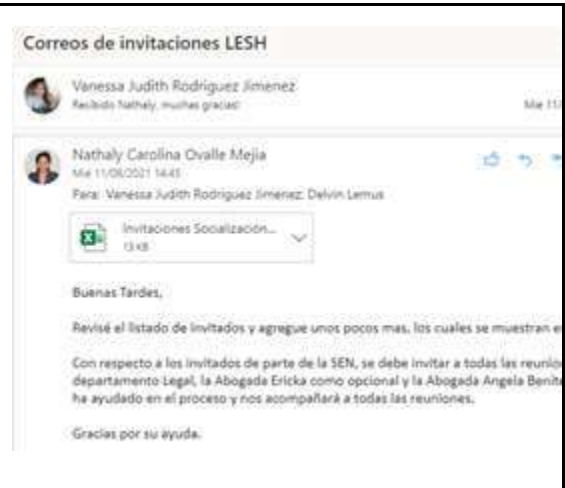 Correos de invitaciones LESH
Vanessa Judith Rodriguez Jimenez
Recibido Nathaly, muchas gracias!
Mie 11/
Nathaly Carolina Ovalle Mejia
Mié 11/08/2021 14:45
Para: Vanessa Judith Rodriguez Jimenez; Delvin Lemus
Invitaciones Socialización...
13 KB
Buenas Tardes,
Revisé el listado de invitados y agregue unos pocos mas, los cuales se muestran e
Con respecto a los invitados de parte de la SEN, se debe invitar a todas las reunio
departamento Legal, la Abogada Ericka como opcional y la Abogada Angela Benite
ha ayudado en el proceso y nos acompañará a todas las reuniones.
Gracias por su ayuda.